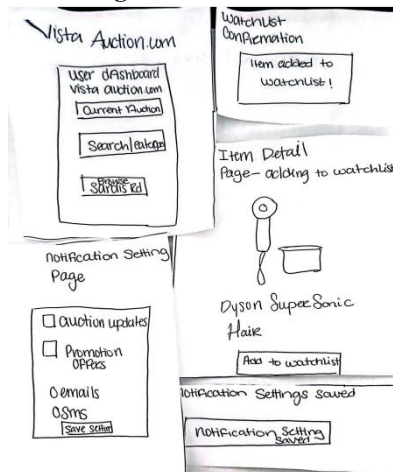 Vista Auction.com
user dAshboard
vista auction.com
Current Auction
Search/
Browse
Sardis Rd
Watchlist
Confirmation
Item added to
watchlist!
Item Detail
Page- adding to watchlist
Dyson SuperSonic
Hair
Add to watchlist
notification Setting
Page
auction updates
Promotion
OFFers
emails
Sms
Save
notification Settings saved
notification Setting
saved